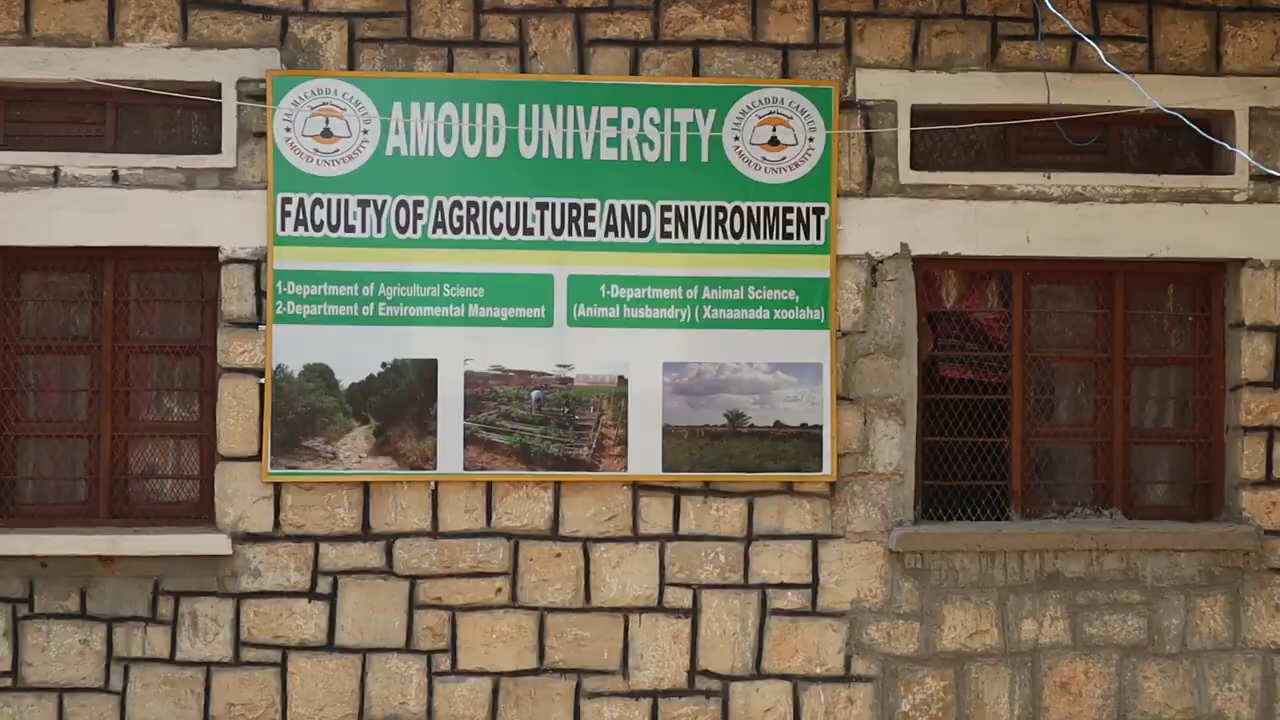 JAAMACADDA CAMUUD
AMOUD UNIVERSITY
AMOUD UNIVERSITY
JAAMACADDA CAMUUD
AMOUD UNIVERSITY
FACULTY OF AGRICULTURE AND ENVIRONMENT
1-Department of Agricultural Science
2-Department of Environmental Management
1-Department of Animal Science,
(Animal husbandry) ( Xanaanada xoolaha)